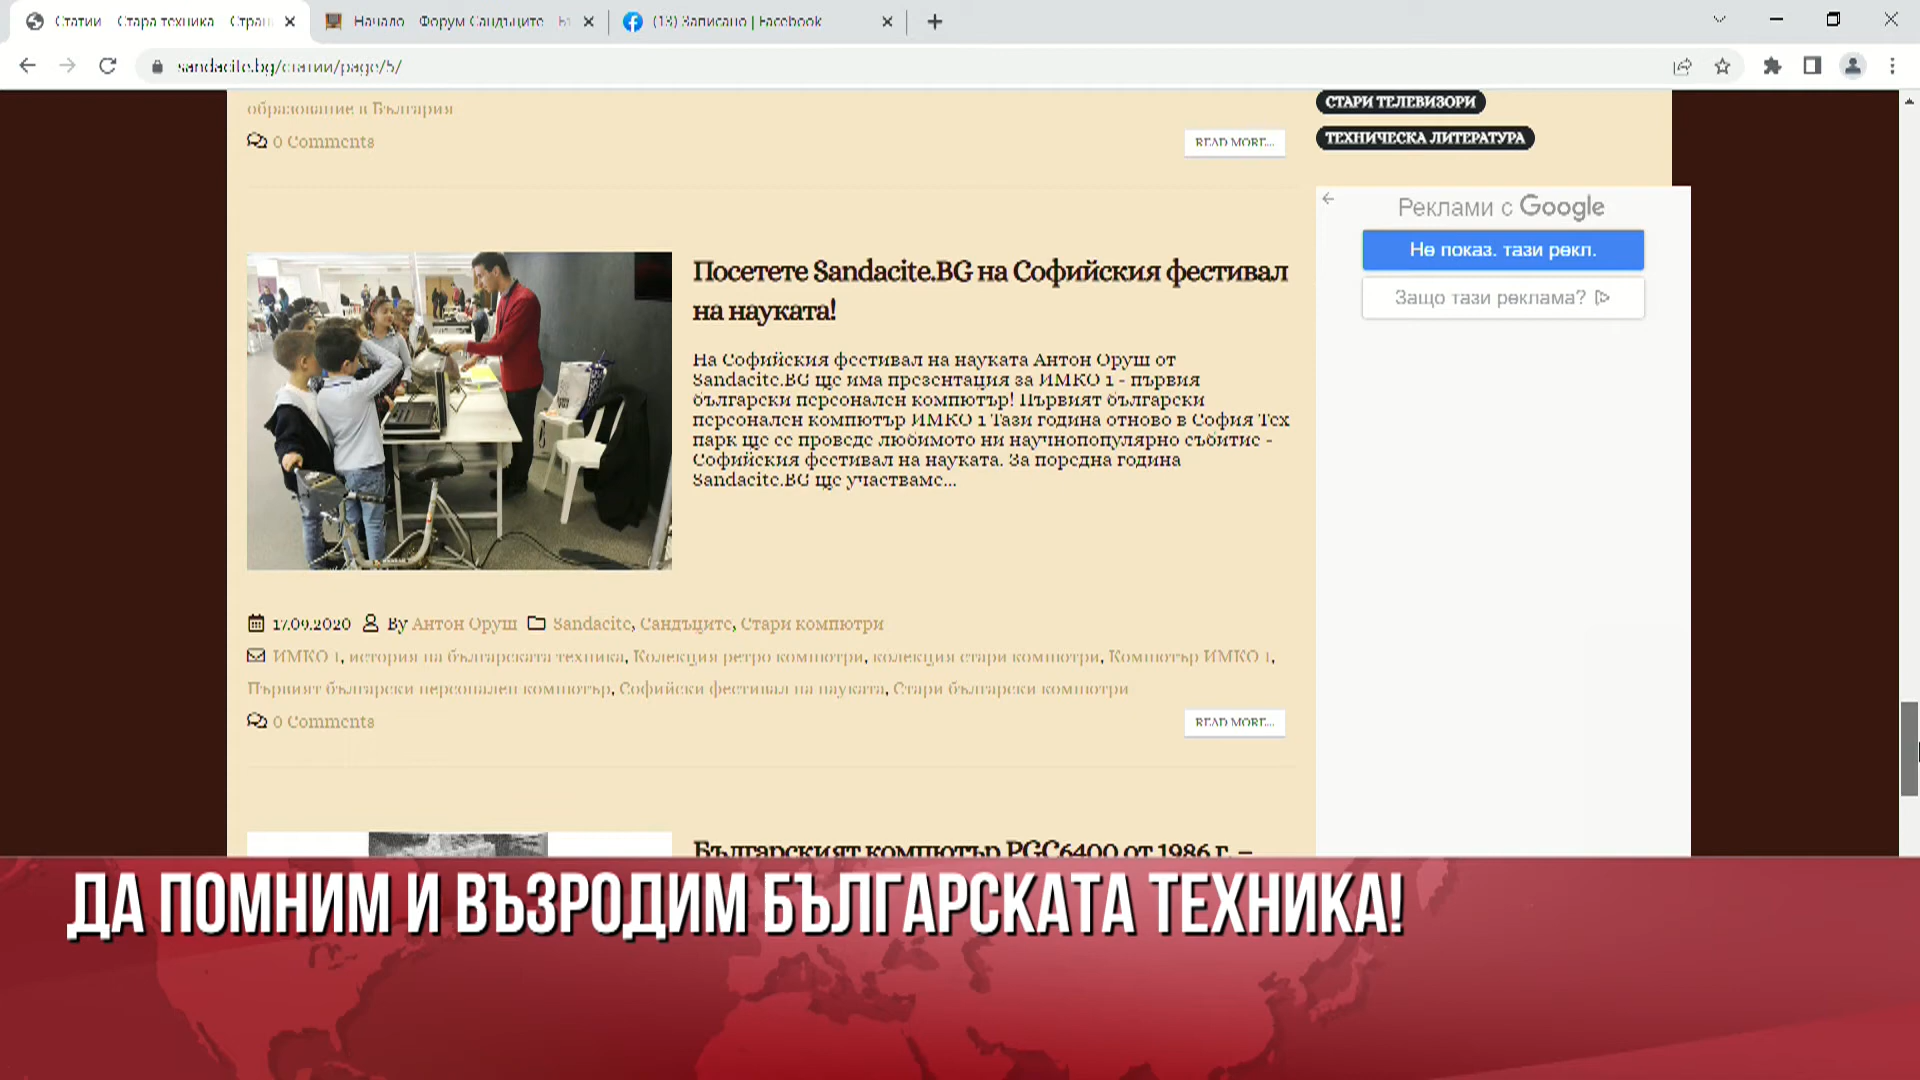 Статии Стара техника Стран
Начало Форум Сандъците
(13) Записано | Facebook
sandacite.bg/статии/page/5/
образование в България
0 Comments
READ MORE...
СТАРИ ТЕЛЕВИЗОРИ
ТЕХНИЧЕСКА ЛИТЕРАТУРА
Реклами с Google
Не показ. тази рекл.
Защо тази реклама?
Посетете Sandacite.BG на Софийския фестивал
на науката!
На Софийския фестивал на науката Антон Оруш от
Sandacite.BG ще има презентация за ИМКО 1 - първия
български персонален компютър! Първият български
персонален компютър ИМКО 1 Тази година отново в София Тех
парк ще се проведе любимото ни научнопопулярно събитие -
Софийския фестивал на науката. За поредна година
Sandacite.BG ще участваме...
17.09.2020 By Антон Оруш Sandacite, Сандъците, Стари компютри
ИМКО 1, история на българската техника, Колекция ретро компютри, колекция стари компютри, Компютър ИМКО 1,
Първият български персонален компютър, Софийски фестивал на науката, Стари български компютри
0 Comments
READ MORE...
Българският компютър PGC6400 от 1986 г. –
ДА ПОМНИМ И ВЪЗРОДИМ БЪЛГАРСКАТА ТЕХНИКА!